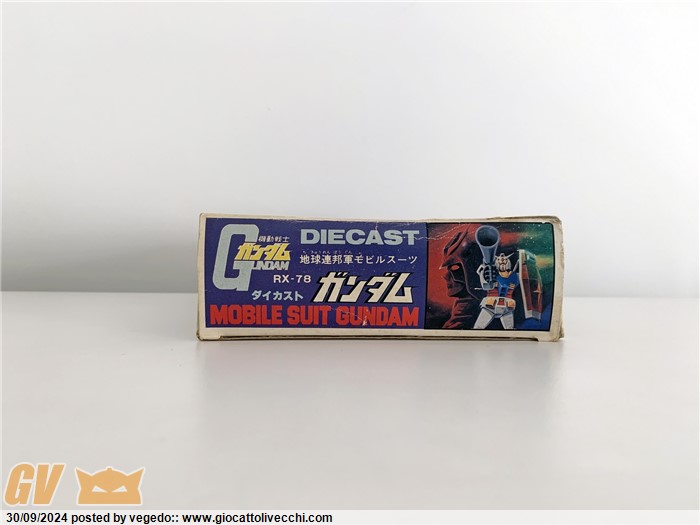 機動戦士
ガンダム
GUNDAM
DIECAST
地球連邦軍モビルスーツ
RX-78
ガンダム
ダイカスト
MOBILE SUIT GUNDAM
GV
30/09/2024 posted by vegedo:: www.giocattolivecchi.com